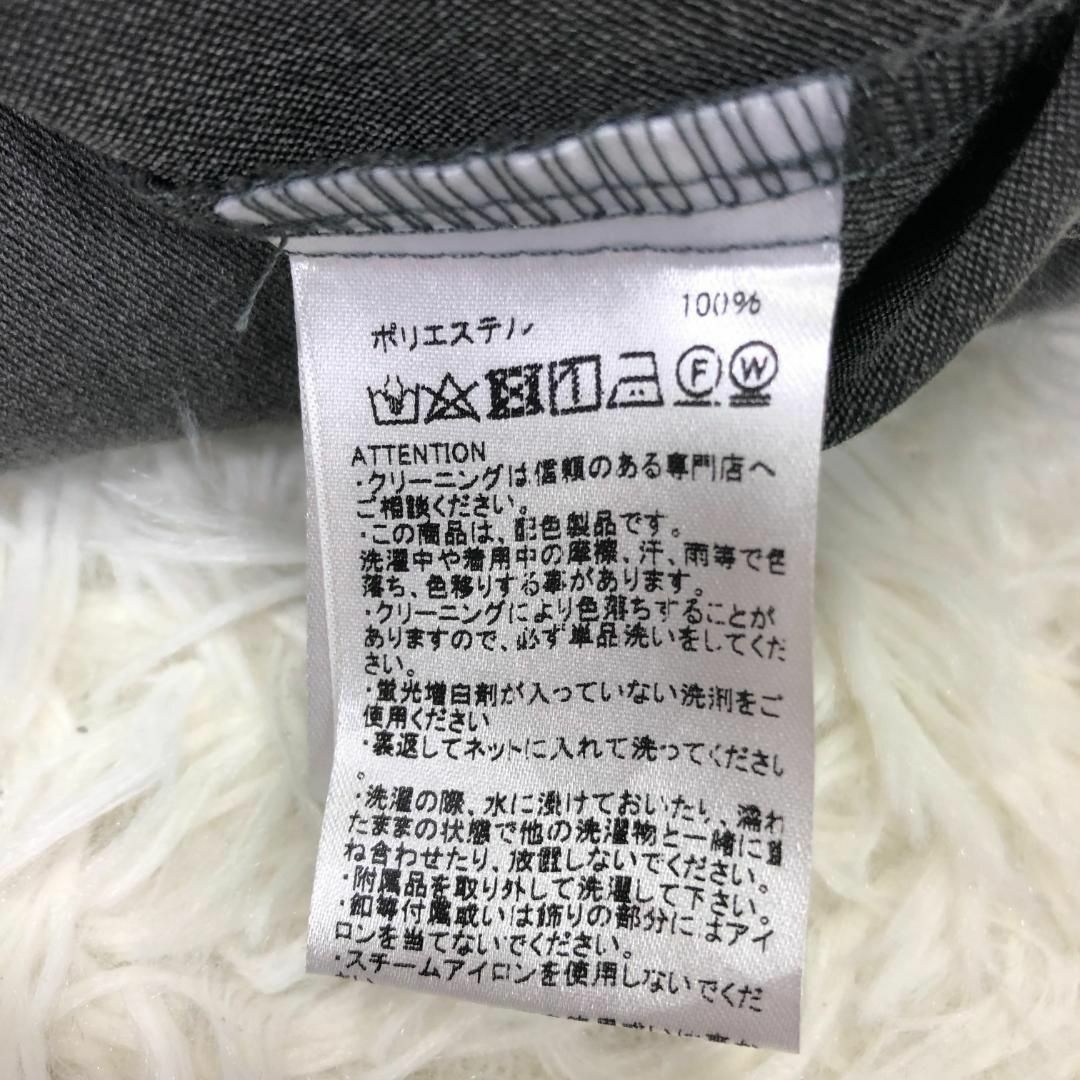 ポリエステル 100%
F W
ATTENTION
・クリーニングは信頼のある専門店へ
ご相談ください。
・この商品は、配色製品です。
洗濯中や着用中の摩擦、汗、雨等で色
落ち、色移りする事があります。
・クリーニングにより色落ちすることが
ありますので、必ず単品洗いをしてくだ
さい。
・蛍光増白剤が入っていない洗剤をご
使用ください
・裏返してネットに入れて洗ってください
。
・洗濯の際、水に漬けておいたり、濡れ
たままの状態で他の洗濯物と一緒に重
ね合わせたり、放置しないでください。
・附属品を取り外して洗濯して下さい。
・釦等付属或いは飾りの部分にはアイ
ロンを当てないでください。
・スチームアイロンを使用しないでくだ